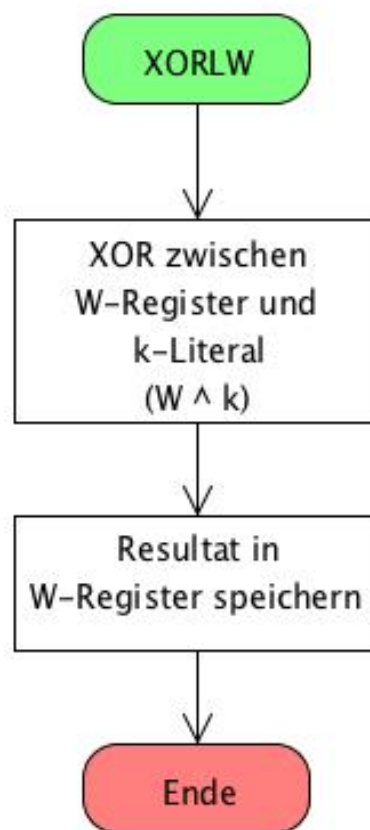 XORLW
XOR zwischen
W-Register und
k-Literal
(W ^ k)
Resultat in
W-Register speichern
Ende